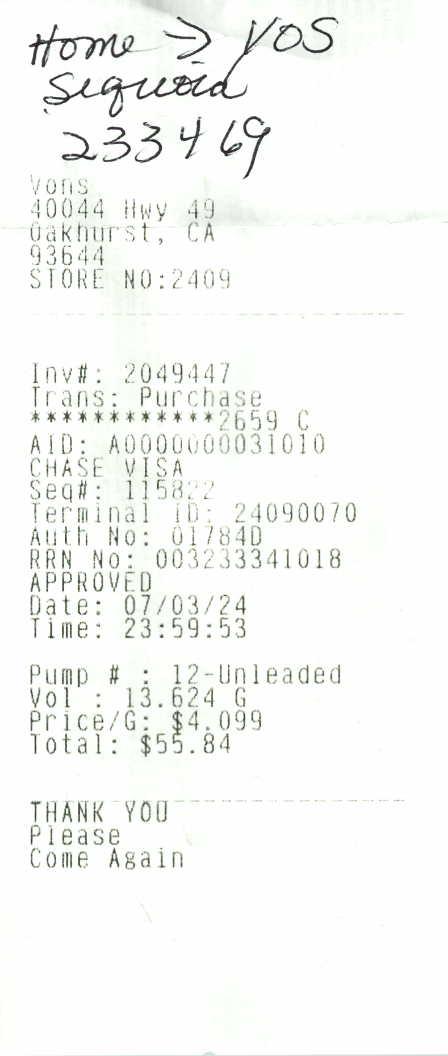 Home > YOS
Sequoia
233469
Vons
40044 Hwy 49
Oakhurst, CA
93644
STORE NO:2409
Inv#: 2049447
Trans: Purchase
************2659 C
AID: A0000000031010
CHASE VISA
Seq#: 115822
Terminal ID: 24090070
Auth No: 01784D
RRN No: 003233341018
APPROVED
Date: 07/03/24
Time: 23:59:53
Pump # : 12-Unleaded
Vol : 13.624 G
Price/G: $4.099
Total: $55.84
THANK YOU
Please
Come Again